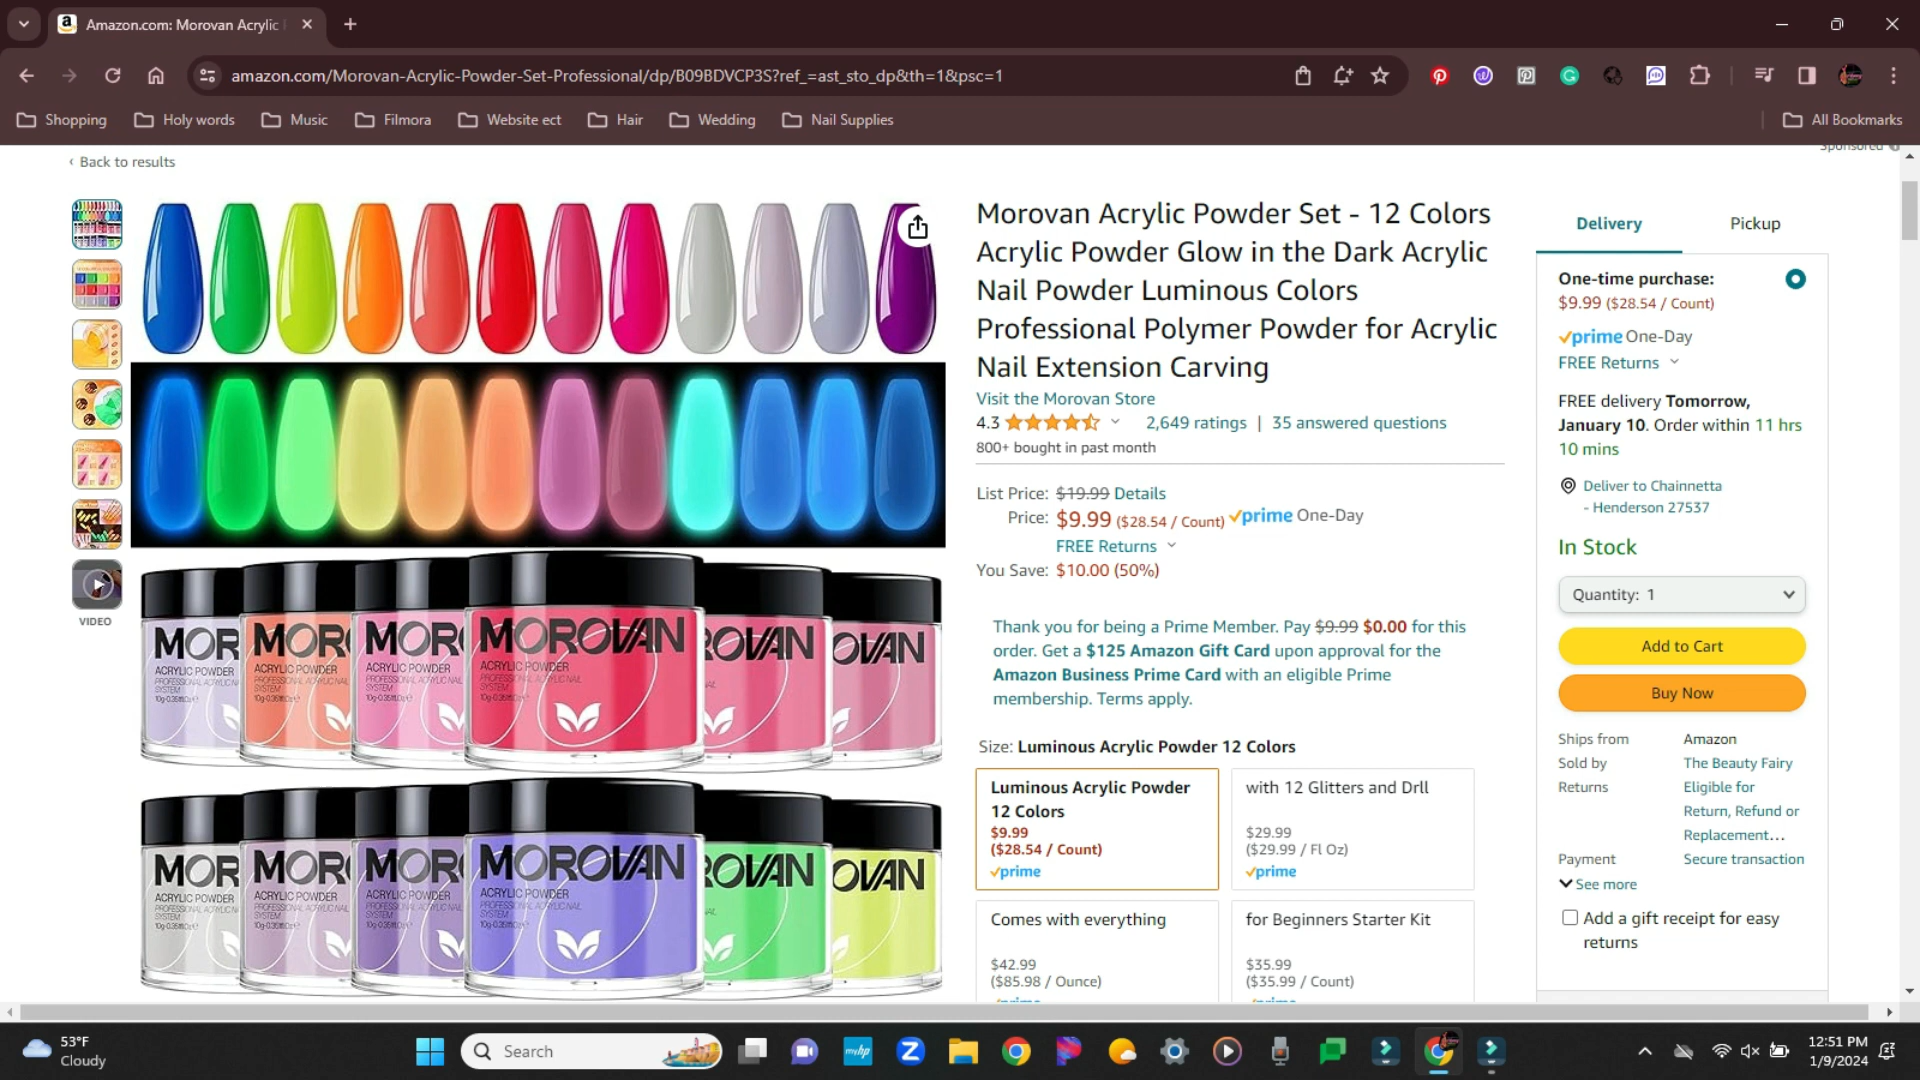 Amazon.com: Morovan Acrylic
amazon.com/Morovan-Acrylic-Powder-Set-Professional/dp/B09BDVCP3S?ref_=ast_sto_dp&th=1&psc=1
Shopping
Holy words
Music
Filmora
Website ect
Hair
Wedding
Nail Supplies
All Bookmarks
Sponsored
‹ Back to results
VIDEO
MOROVAN
ACRYLIC POWDER
MOROVAN
ACRYLIC POWDER
Morovan Acrylic Powder Set - 12 Colors
Acrylic Powder Glow in the Dark Acrylic
Nail Powder Luminous Colors
Professional Polymer Powder for Acrylic
Nail Extension Carving
Visit the Morovan Store
4.3 2,649 ratings | 35 answered questions
800+ bought in past month
List Price: $19.99 Details
Price: $9.99 ($28.54 / Count) prime One-Day
FREE Returns
You Save: $10.00 (50%)
Thank you for being a Prime Member. Pay $9.99 $0.00 for this
order. Get a $125 Amazon Gift Card upon approval for the
Amazon Business Prime Card with an eligible Prime
membership. Terms apply.
Size: Luminous Acrylic Powder 12 Colors
Luminous Acrylic Powder
12 Colors
$9.99
($28.54 / Count)
prime
with 12 Glitters and Drll
$29.99
($29.99 / Fl Oz)
prime
Comes with everything
$42.99
($85.98 / Ounce)
for Beginners Starter Kit
$35.99
($35.99 / Count)
Delivery
Pickup
One-time purchase:
$9.99 ($28.54 / Count)
prime One-Day
FREE Returns
FREE delivery Tomorrow,
January 10. Order within 11 hrs
10 mins
Deliver to Chainnetta
- Henderson 27537
In Stock
Quantity: 1
Add to Cart
Buy Now
Ships from Amazon
Sold by The Beauty Fairy
Returns Eligible for
Return, Refund or
Replacement...
Payment Secure transaction
See more
Add a gift receipt for easy
returns
53°F
Cloudy
Search
myhp
12:51 PM
1/9/2024